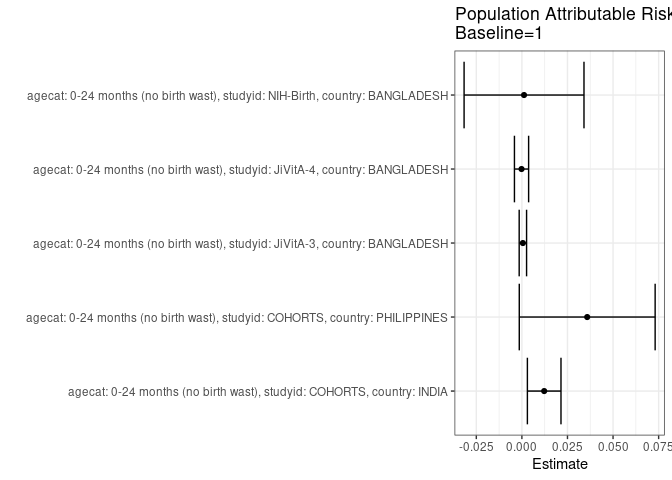 Population Attributable Risk
Baseline=1
agecat: 0-24 months (no birth wast), studyid: NIH-Birth, country: BANGLADESH
agecat: 0-24 months (no birth wast), studyid: JiVitA-4, country: BANGLADESH
agecat: 0-24 months (no birth wast), studyid: JiVitA-3, country: BANGLADESH
agecat: 0-24 months (no birth wast), studyid: COHORTS, country: PHILIPPINES
agecat: 0-24 months (no birth wast), studyid: COHORTS, country: INDIA
-0.025 0.000 0.025 0.050 0.075
Estimate